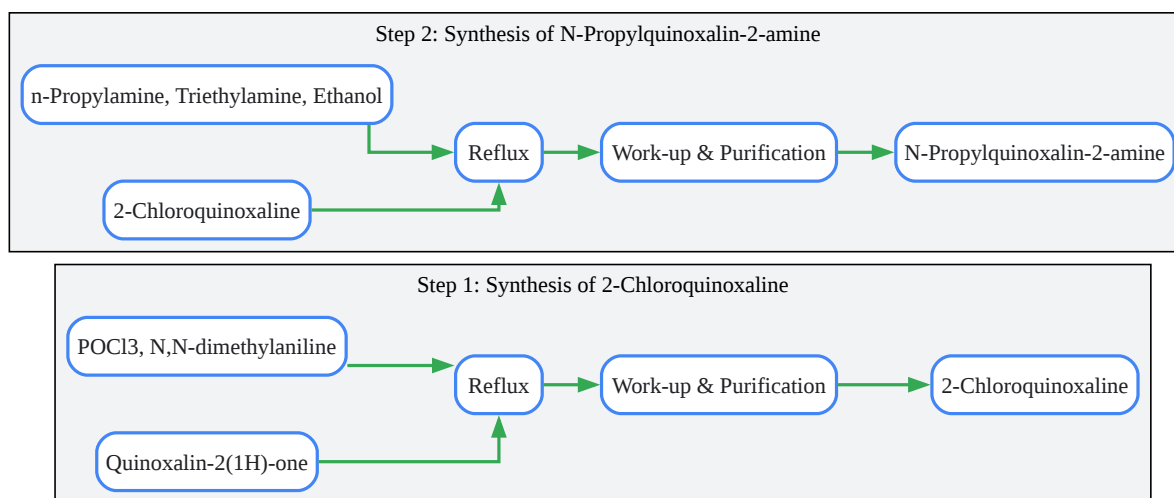 Step 2: Synthesis of N-Propylquinoxalin-2-amine
n-Propylamine, Triethylamine, Ethanol
Reflux
Work-up & Purification
N-Propylquinoxalin-2-amine
2-Chloroquinoxaline
Step 1: Synthesis of 2-Chloroquinoxaline
POCl3, N,N-dimethylaniline
Reflux
Work-up & Purification
2-Chloroquinoxaline
Quinoxalin-2(1H)-one